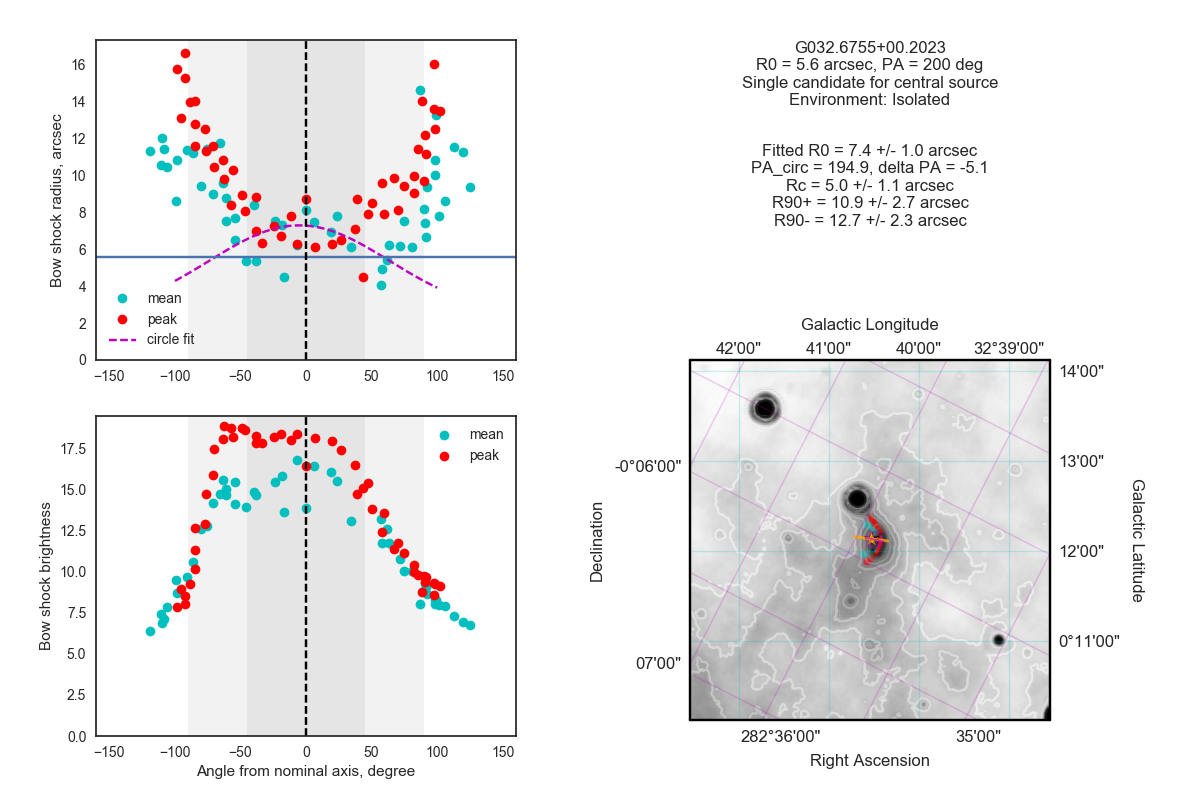 16
14
12
10
8
6
4
2
0
Bow shock radius, arcsec
mean
peak
circle fit
−150
−100
−50
0
50
100
150
17.5
15.0
12.5
10.0
7.5
5.0
2.5
0.0
Bow shock brightness
mean
peak
−150
−100
−50
0
50
100
150
Angle from nominal axis, degree
G032.6755+00.2023
R0 = 5.6 arcsec, PA = 200 deg
Single candidate for central source
Environment: Isolated
Fitted R0 = 7.4 +/- 1.0 arcsec
PA_circ = 194.9, delta PA = -5.1
Rc = 5.0 +/- 1.1 arcsec
R90+ = 10.9 +/- 2.7 arcsec
R90- = 12.7 +/- 2.3 arcsec
Galactic Longitude
42'00"
41'00"
40'00"
32°39'00"
14'00"
13'00"
12'00"
0°11'00"
Galactic Latitude
-0°06'00"
07'00"
Declination
282°36'00"
35'00"
Right Ascension